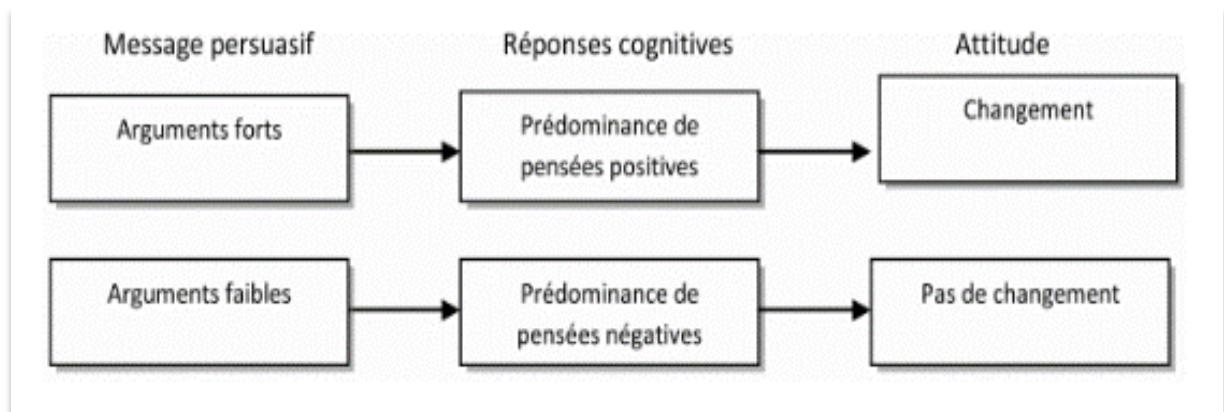 Message persuasif
Réponses cognitives
Attitude
Arguments forts
Prédominance de
pensées positives
Changement
Arguments faibles
Prédominance de
pensées négatives
Pas de changement